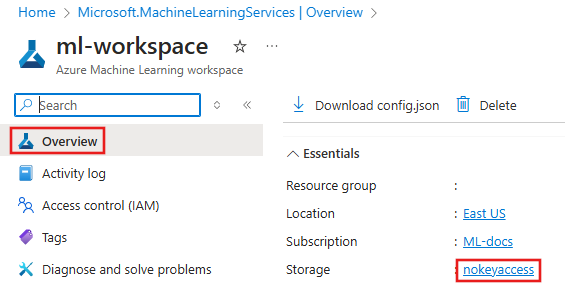 Home > Microsoft.MachineLearningServices | Overview >
ml-workspace ☆ ...
Azure Machine Learning workspace
Search
Download config.json Delete
Overview
Essentials
Activity log
Resource group :
Access control (IAM)
Location : East US
Tags
Subscription : ML-docs
Diagnose and solve problems
Storage : nokeyaccess